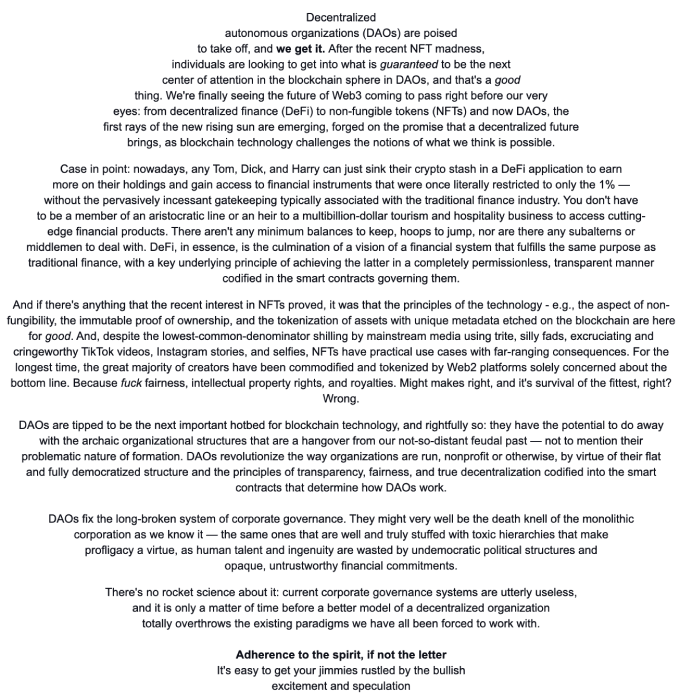 Decentralized
autonomous organizations (DAOs) are poised
to take off, and we get it. After the recent NFT madness,
individuals are looking to get into what is guaranteed to be the next
center of attention in the blockchain sphere in DAOs, and that's a good
thing. We're finally seeing the future of Web3 coming to pass right before our very
eyes: from decentralized finance (DeFi) to non-fungible tokens (NFTs) and now DAOs, the
first rays of the new rising sun are emerging, forged on the promise that a decentralized future
brings, as blockchain technology challenges the notions of what we think is possible.
Case in point: nowadays, any Tom, Dick, and Harry can just sink their crypto stash in a DeFi application to earn
more on their holdings and gain access to financial instruments that were once literally restricted to only the 1% —
without the pervasively incessant gatekeeping typically associated with the traditional finance industry. You don't have
to be a member of an aristocratic line or an heir to a multibillion-dollar tourism and hospitality business to access cutting-
edge financial products. There aren't any minimum balances to keep, hoops to jump, nor are there any subalterns or
middlemen to deal with. DeFi, in essence, is the culmination of a vision of a financial system that fulfills the same purpose as
traditional finance, with a key underlying principle of achieving the latter in a completely permissionless, transparent manner
codified in the smart contracts governing them.
And if there's anything that the recent interest in NFTs proved, it was that the principles of the technology - e.g., the aspect of non-
fungibility, the immutable proof of ownership, and the tokenization of assets with unique metadata etched on the blockchain are here
for good. And, despite the lowest-common-denominator shilling by mainstream media using trite, silly fads, excruciating and
cringeworthy TikTok videos, Instagram stories, and selfies, NFTs have practical use cases with far-ranging consequences. For the
longest time, the great majority of creators have been commodified and tokenized by Web2 platforms solely concerned about the
bottom line. Because fuck fairness, intellectual property rights, and royalties. Might makes right, and it's survival of the fittest, right?
Wrong.
DAOs are tipped to be the next important hotbed for blockchain technology, and rightfully so: they have the potential to do away
with the archaic organizational structures that are a hangover from our not-so-distant feudal past — not to mention their
problematic nature of formation. DAOs revolutionize the way organizations are run, nonprofit or otherwise, by virtue of their flat
and fully democratized structure and the principles of transparency, fairness, and true decentralization codified into the smart
contracts that determine how DAOs work.
DAOs fix the long-broken system of corporate governance. They might very well be the death knell of the monolithic
corporation as we know it — the same ones that are well and truly stuffed with toxic hierarchies that make
profligacy a virtue, as human talent and ingenuity are wasted by undemocratic political structures and
opaque, untrustworthy financial commitments.
There's no rocket science about it: current corporate governance systems are utterly useless,
and it is only a matter of time before a better model of a decentralized organization
totally overthrows the existing paradigms we have all been forced to work with.
Adherence to the spirit, if not the letter
It's easy to get your jimmies rustled by the bullish
excitement and speculation